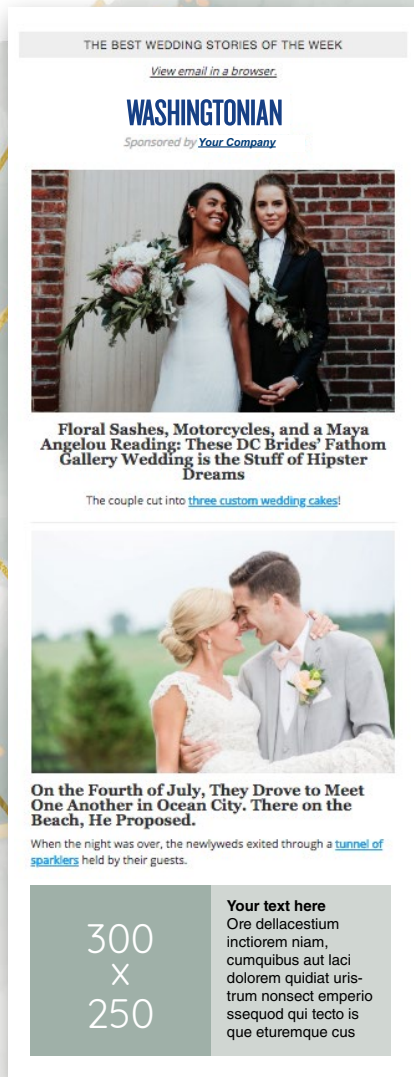 THE BEST WEDDING STORIES OF THE WEEK
View email in a browser.
WASHINGTONIAN
Sponsored by Your Company
Floral Sashes, Motorcycles, and a Maya
Angelou Reading: These DC Brides’ Fathom
Gallery Wedding is the Stuff of Hipster
Dreams
The couple cut into three custom wedding cakes!
On the Fourth of July, They Drove to Meet
One Another in Ocean City. There on the
Beach, He Proposed.
When the night was over, the newlyweds exited through a tunnel of
sparklers held by their guests.
300
x
250
Your text here
Ore dellacestium
inctiorem niam,
cumquibus aut laci
dolorem quidiat uris-
trum nonsect emperio
ssequod qui tecto is
que eturemque cus